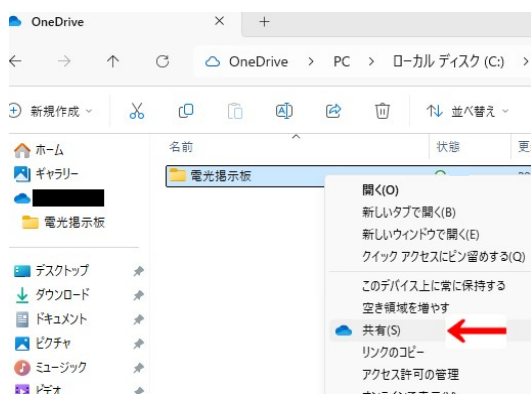 OneDrive
OneDrive > PC > ローカル ディスク (C:) >
新規作成 並べ替え
名前 状態
ホーム
ギャラリー
電光掲示板
電光掲示板
デスクトップ
ダウンロード
ドキュメント
ピクチャ
ミュージック
ビデオ
開く(O)
新しいタブで開く(B)
新しいウィンドウで開く(E)
クイック アクセスにピン留めする(Q)
このデバイス上に常に保持する
空き領域を増やす
共有(S)
リンクのコピー
アクセス許可の管理